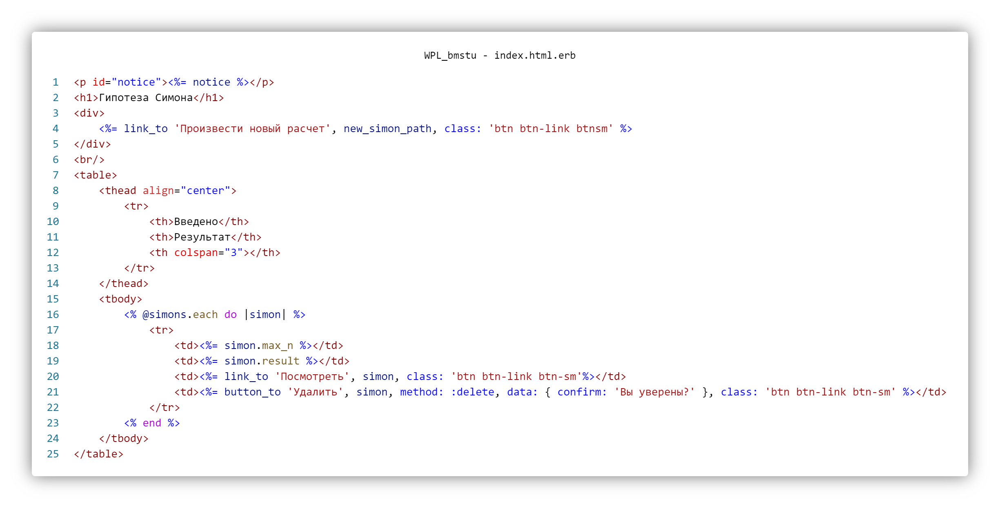 WPL_bmstu - index.html.erb
1 <p id="notice"><%= notice %></p>
2 <h1>Гипотеза Симона</h1>
3 <div>
4     <%= link_to 'Произвести новый расчет', new_simon_path, class: 'btn btn-link btnsm' %>
5 </div>
6 <br/>
7 <table>
8     <thead align="center">
9         <tr>
10             <th>Введено</th>
11             <th>Результат</th>
12             <th colspan="3"></th>
13         </tr>
14     </thead>
15     <tbody>
16         <% @simons.each do |simon| %>
17             <tr>
18                 <td><%= simon.max_n %></td>
19                 <td><%= simon.result %></td>
20                 <td><%= link_to 'Посмотреть', simon, class: 'btn btn-link btn-sm'%></td>
21                 <td><%= button_to 'Удалить', simon, method: :delete, data: { confirm: 'Вы уверены?' }, class: 'btn btn-link btn-sm' %></td>
22             </tr>
23         <% end %>
24     </tbody>
25 </table>